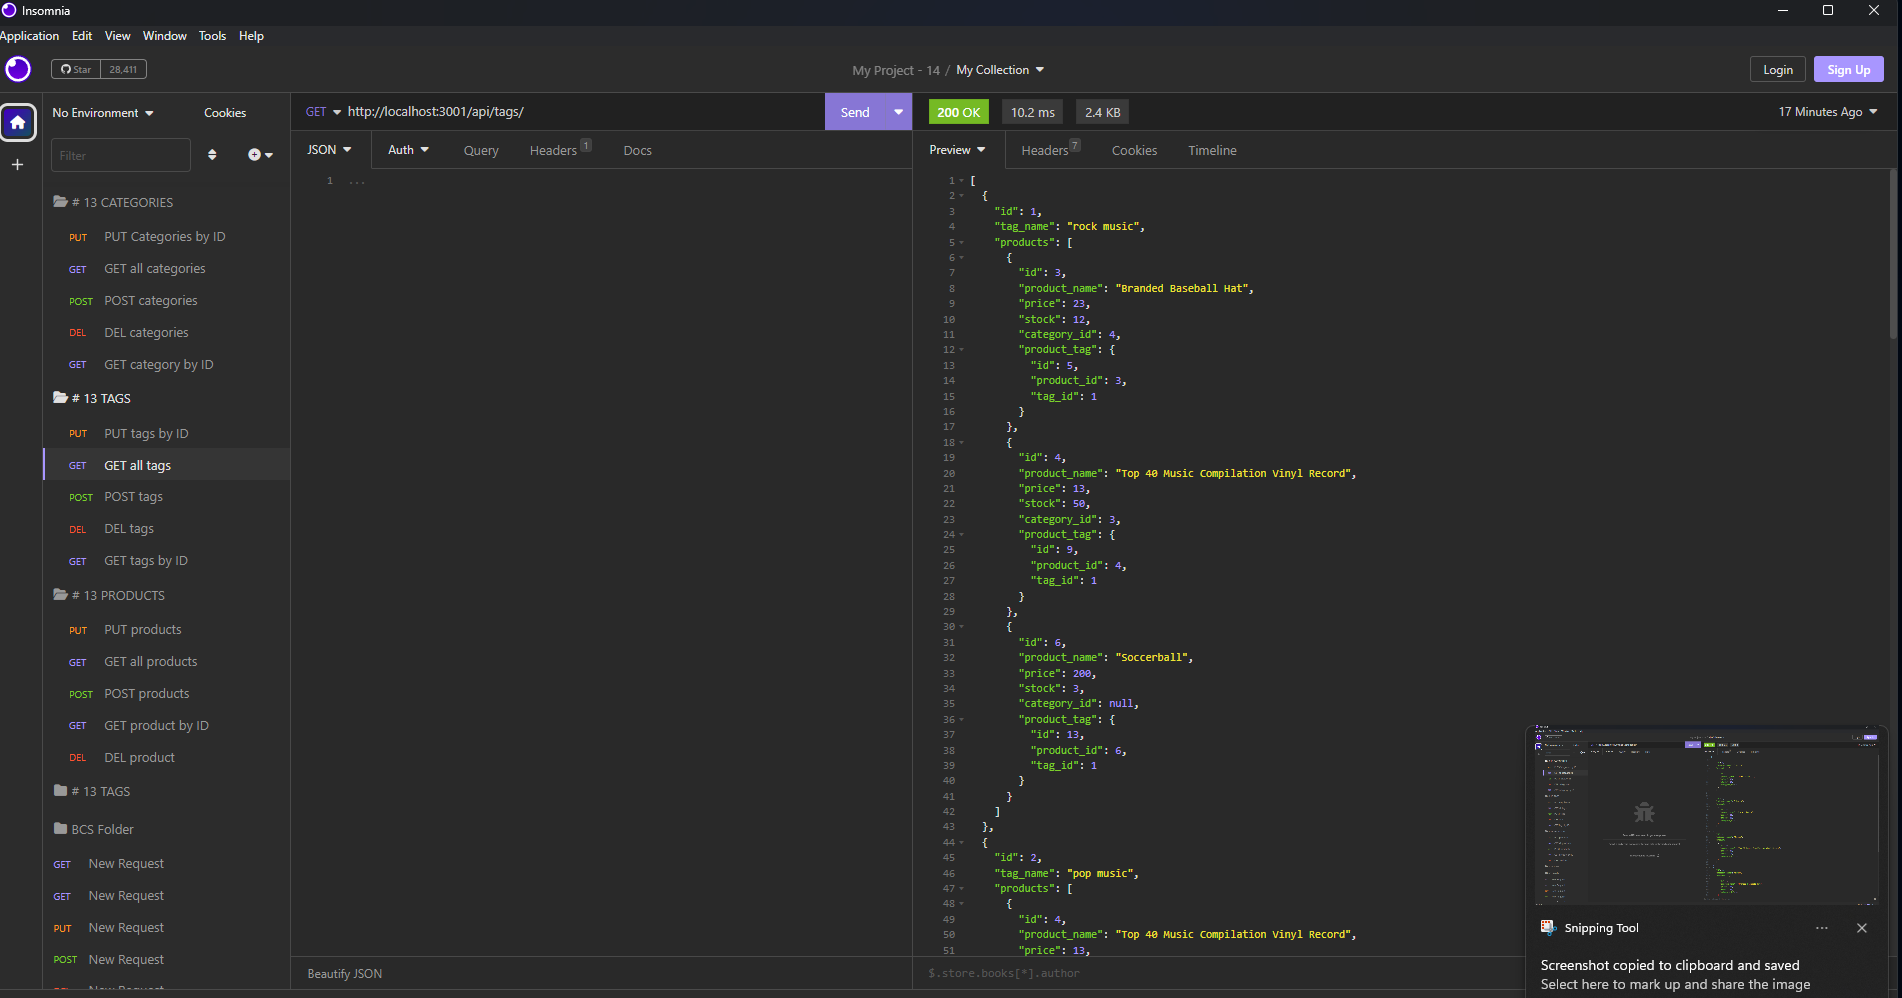 Insomnia
Application Edit View Window Tools Help
Star 28,411
My Project - 14 / My Collection
Login Sign Up
No Environment Cookies
GET http://localhost:3001/api/tags/ Send
200 OK 10.2 ms 2.4 KB 17 Minutes Ago
Filter
JSON Auth Query Headers 1 Docs
Preview Headers 7 Cookies Timeline
# 13 CATEGORIES
PUT PUT Categories by ID
GET GET all categories
POST POST categories
DEL DEL categories
GET GET category by ID
# 13 TAGS
PUT PUT tags by ID
GET GET all tags
POST POST tags
DEL DEL tags
GET GET tags by ID
# 13 PRODUCTS
PUT PUT products
GET GET all products
POST POST products
GET GET product by ID
DEL DEL product
# 13 TAGS
BCS Folder
GET New Request
GET New Request
PUT New Request
POST New Request
1 ...
Beautify JSON
1 [
2 {
3 "id": 1,
4 "tag_name": "rock music",
5 "products": [
6 {
7 "id": 3,
8 "product_name": "Branded Baseball Hat",
9 "price": 23,
10 "stock": 12,
11 "category_id": 4,
12 "product_tag": {
13 "id": 5,
14 "product_id": 3,
15 "tag_id": 1
16 }
17 },
18 {
19 "id": 4,
20 "product_name": "Top 40 Music Compilation Vinyl Record",
21 "price": 13,
22 "stock": 50,
23 "category_id": 3,
24 "product_tag": {
25 "id": 9,
26 "product_id": 4,
27 "tag_id": 1
28 }
29 },
30 {
31 "id": 6,
32 "product_name": "Soccerball",
33 "price": 200,
34 "stock": 3,
35 "category_id": null,
36 "product_tag": {
37 "id": 13,
38 "product_id": 6,
39 "tag_id": 1
40 }
41 }
42 ]
43 },
44 {
45 "id": 2,
46 "tag_name": "pop music",
47 "products": [
48 {
49 "id": 4,
50 "product_name": "Top 40 Music Compilation Vinyl Record",
51 "price": 13,
$.store.books[*].author
Snipping Tool
Screenshot copied to clipboard and saved
Select here to mark up and share the image